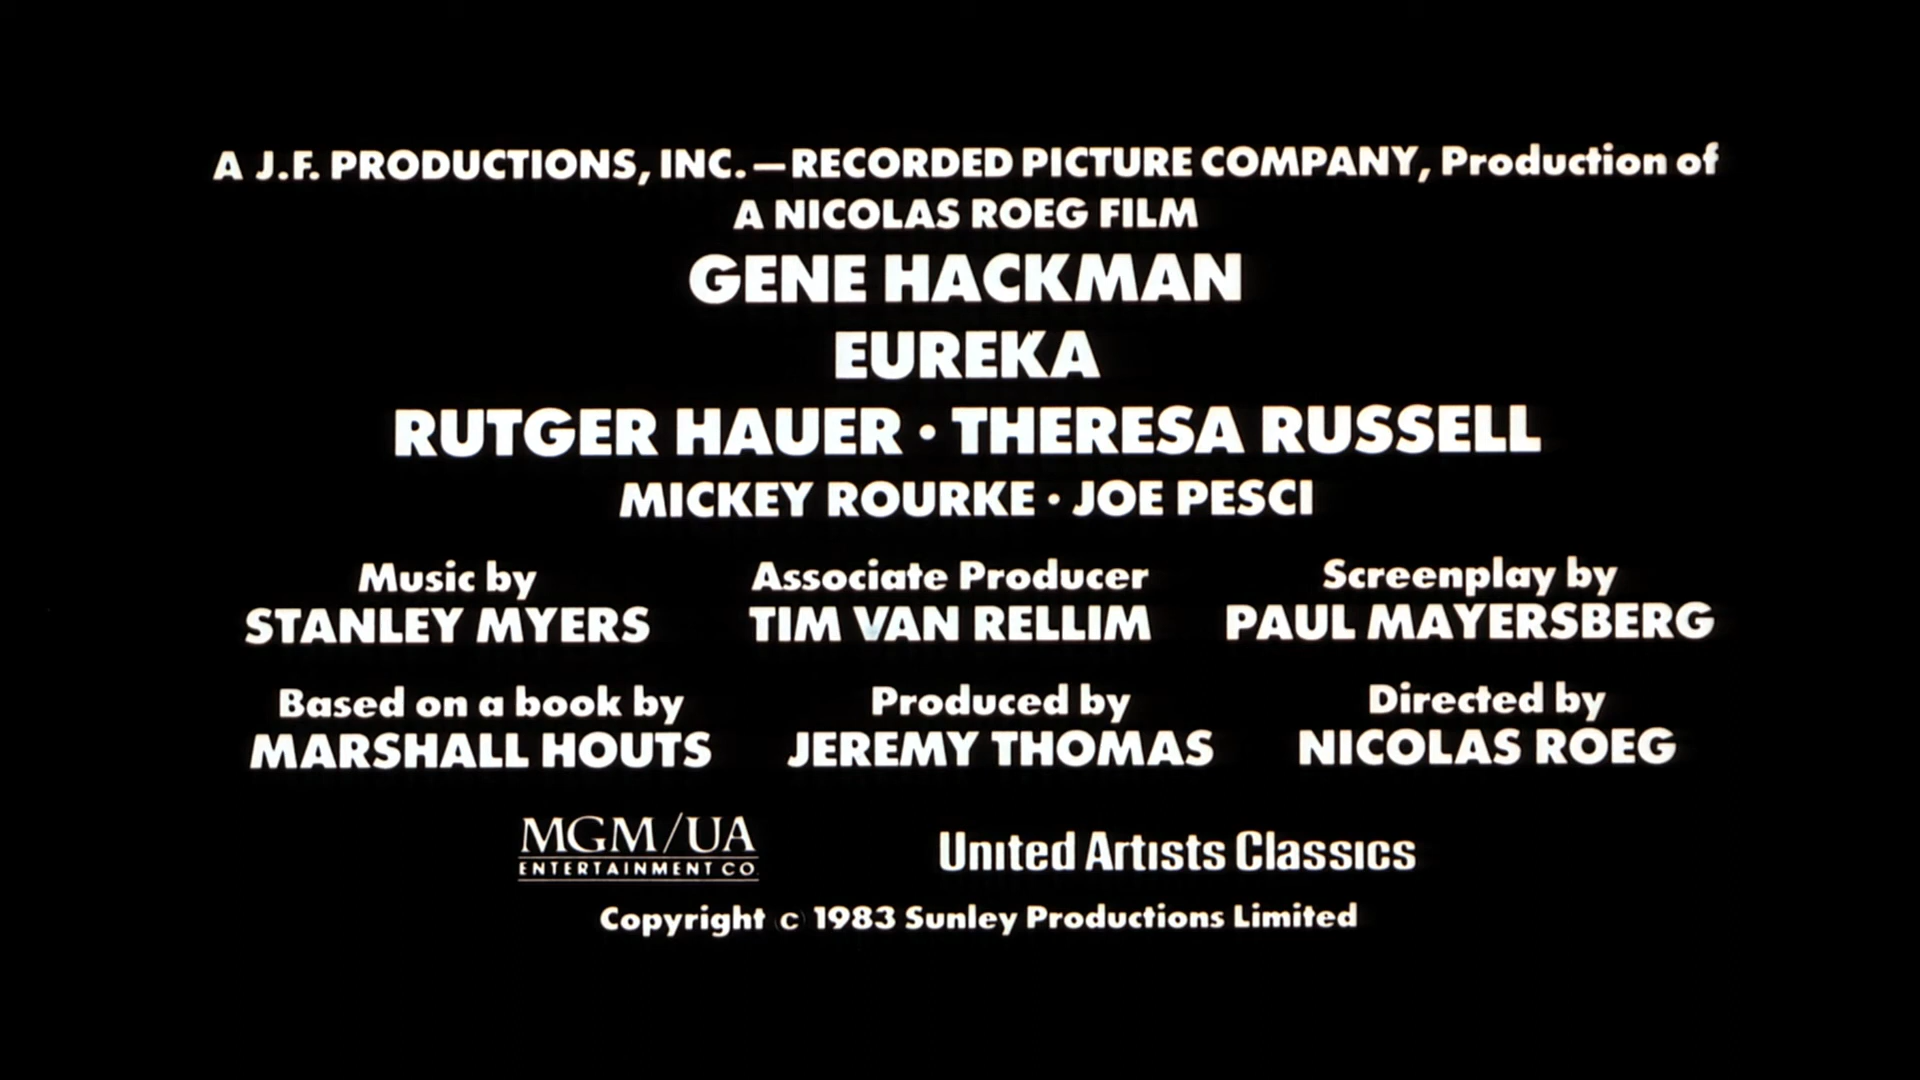 A J.F. PRODUCTIONS, INC.—RECORDED PICTURE COMPANY, Production of
A NICOLAS ROEG FILM
GENE HACKMAN
EUREKA
RUTGER HAUER · THERESA RUSSELL
MICKEY ROURKE · JOE PESCI
Music by
STANLEY MYERS
Associate Producer
TIM VAN RELLIM
Screenplay by
PAUL MAYERSBERG
Based on a book by
MARSHALL HOUTS
Produced by
JEREMY THOMAS
Directed by
NICOLAS ROEG
MGM/UA
ENTERTAINMENT CO.
United Artists Classics
Copyright © 1983 Sunley Productions Limited